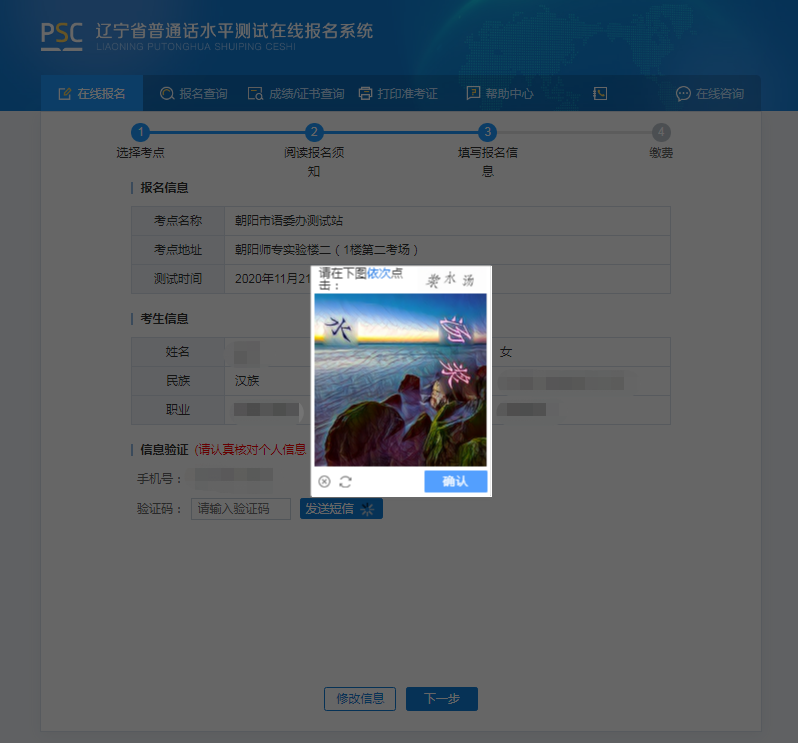 PSC 辽宁省普通话水平测试在线报名系统
LIAONING PUTONGHUA SHUIPING CESHI
在线报名 报名查询 成绩/证书查询 打印准考证 帮助中心 在线咨询
1 2 3 4
选择考点 阅读报名须知 填写报名信息 缴费
报名信息
考点名称 朝阳市语委办测试站
考点地址 朝阳师专实验楼二（1楼第二考场）
测试时间 2020年11月21
请在下图依次点击： 浆水汤
水 汤
浆
确认
考生信息
姓名 女
民族 汉族
职业
信息验证 (请认真核对个人信息
手机号：
验证码： 请输入验证码 发送短信
修改信息 下一步